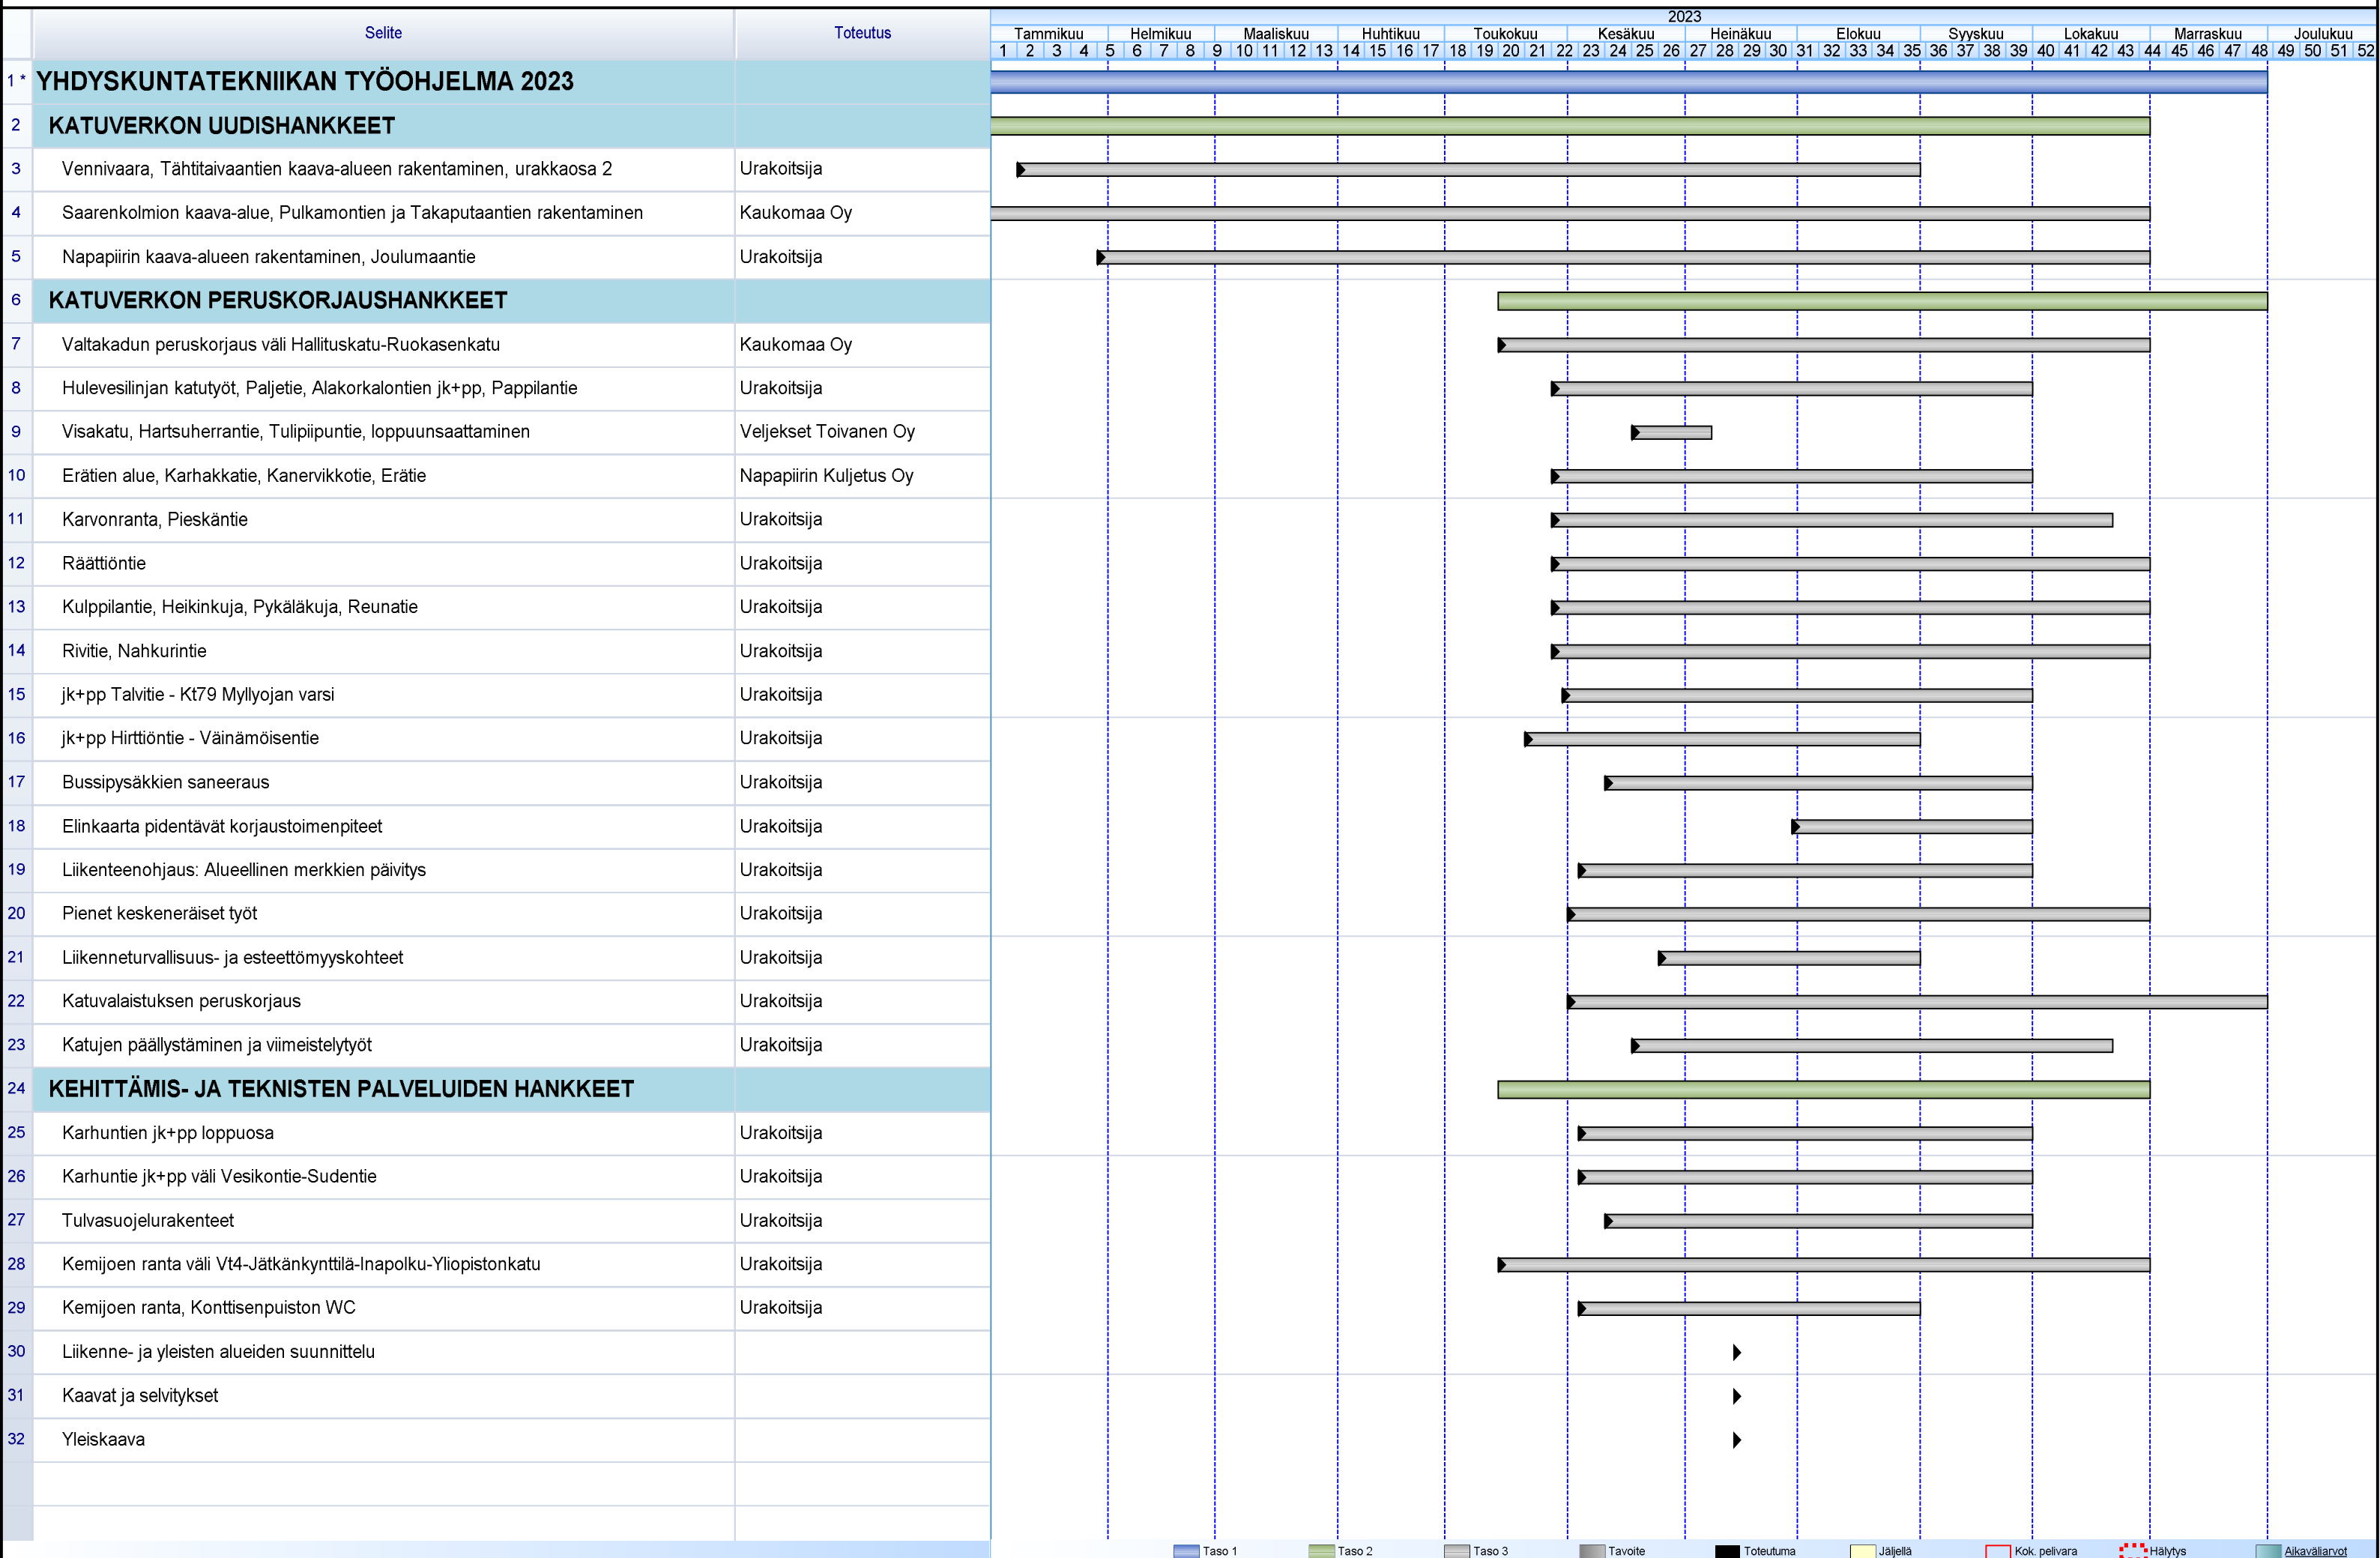 2023
Selite Toteutus Tammikuu Helmikuu Maaliskuu Huhtikuu Toukokuu Kesäkuu Heinäkuu Elokuu Syyskuu Lokakuu Marraskuu Joulukuu
1 2 3 4 5 6 7 8 9 10 11 12 13 14 15 16 17 18 19 20 21 22 23 24 25 26 27 28 29 30 31 32 33 34 35 36 37 38 39 40 41 42 43 44 45 46 47 48 49 50 51 52
1 * YHDYSKUNTATEKNIIKAN TYÖOHJELMA 2023
2 KATUVERKON UUDISHANKKEET
3 Vennivaara, Tähtitaivaantien kaava-alueen rakentaminen, urakkaosa 2 Urakoitsija
4 Saarenkolmion kaava-alue, Pulkamontien ja Takaputaantien rakentaminen Kaukomaa Oy
5 Napapiirin kaava-alueen rakentaminen, Joulumaantie Urakoitsija
6 KATUVERKON PERUSKORJAUSHANKKEET
7 Valtakadun peruskorjaus väli Hallituskatu-Ruokasenkatu Kaukomaa Oy
8 Hulevesilinjan katutyöt, Paljetie, Alakorkalontien jk+pp, Pappilantie Urakoitsija
9 Visakatu, Hartsuherrantie, Tulipiipuntie, loppuunsaattaminen Veljekset Toivanen Oy
10 Erätien alue, Karhakkatie, Kanervikkotie, Erätie Napapiirin Kuljetus Oy
11 Karvonranta, Pieskäntie Urakoitsija
12 Räättiöntie Urakoitsija
13 Kulppilantie, Heikinkuja, Pykäläkuja, Reunatie Urakoitsija
14 Rivitie, Nahkurintie Urakoitsija
15 jk+pp Talvitie - Kt79 Myllyojan varsi Urakoitsija
16 jk+pp Hirttiöntie - Väinämöisentie Urakoitsija
17 Bussipysäkkien saneeraus Urakoitsija
18 Elinkaarta pidentävät korjaustoimenpiteet Urakoitsija
19 Liikenteenohjaus: Alueellinen merkkien päivitys Urakoitsija
20 Pienet keskeneräiset työt Urakoitsija
21 Liikenneturvallisuus- ja esteettömyyskohteet Urakoitsija
22 Katuvalaistuksen peruskorjaus Urakoitsija
23 Katujen päällystäminen ja viimeistelytyöt Urakoitsija
24 KEHITTÄMIS- JA TEKNISTEN PALVELUIDEN HANKKEET
25 Karhuntien jk+pp loppuosa Urakoitsija
26 Karhuntie jk+pp väli Vesikontie-Sudentie Urakoitsija
27 Tulvasuojelurakenteet Urakoitsija
28 Kemijoen ranta väli Vt4-Jätkänkynttilä-Inapolku-Yliopistonkatu Urakoitsija
29 Kemijoen ranta, Konttisenpuiston WC Urakoitsija
30 Liikenne- ja yleisten alueiden suunnittelu
31 Kaavat ja selvitykset
32 Yleiskaava
Taso 1 Taso 2 Taso 3 Tavoite Toteutuma Jäljellä Kok. pelivara Hälytys Aikaväliarvot